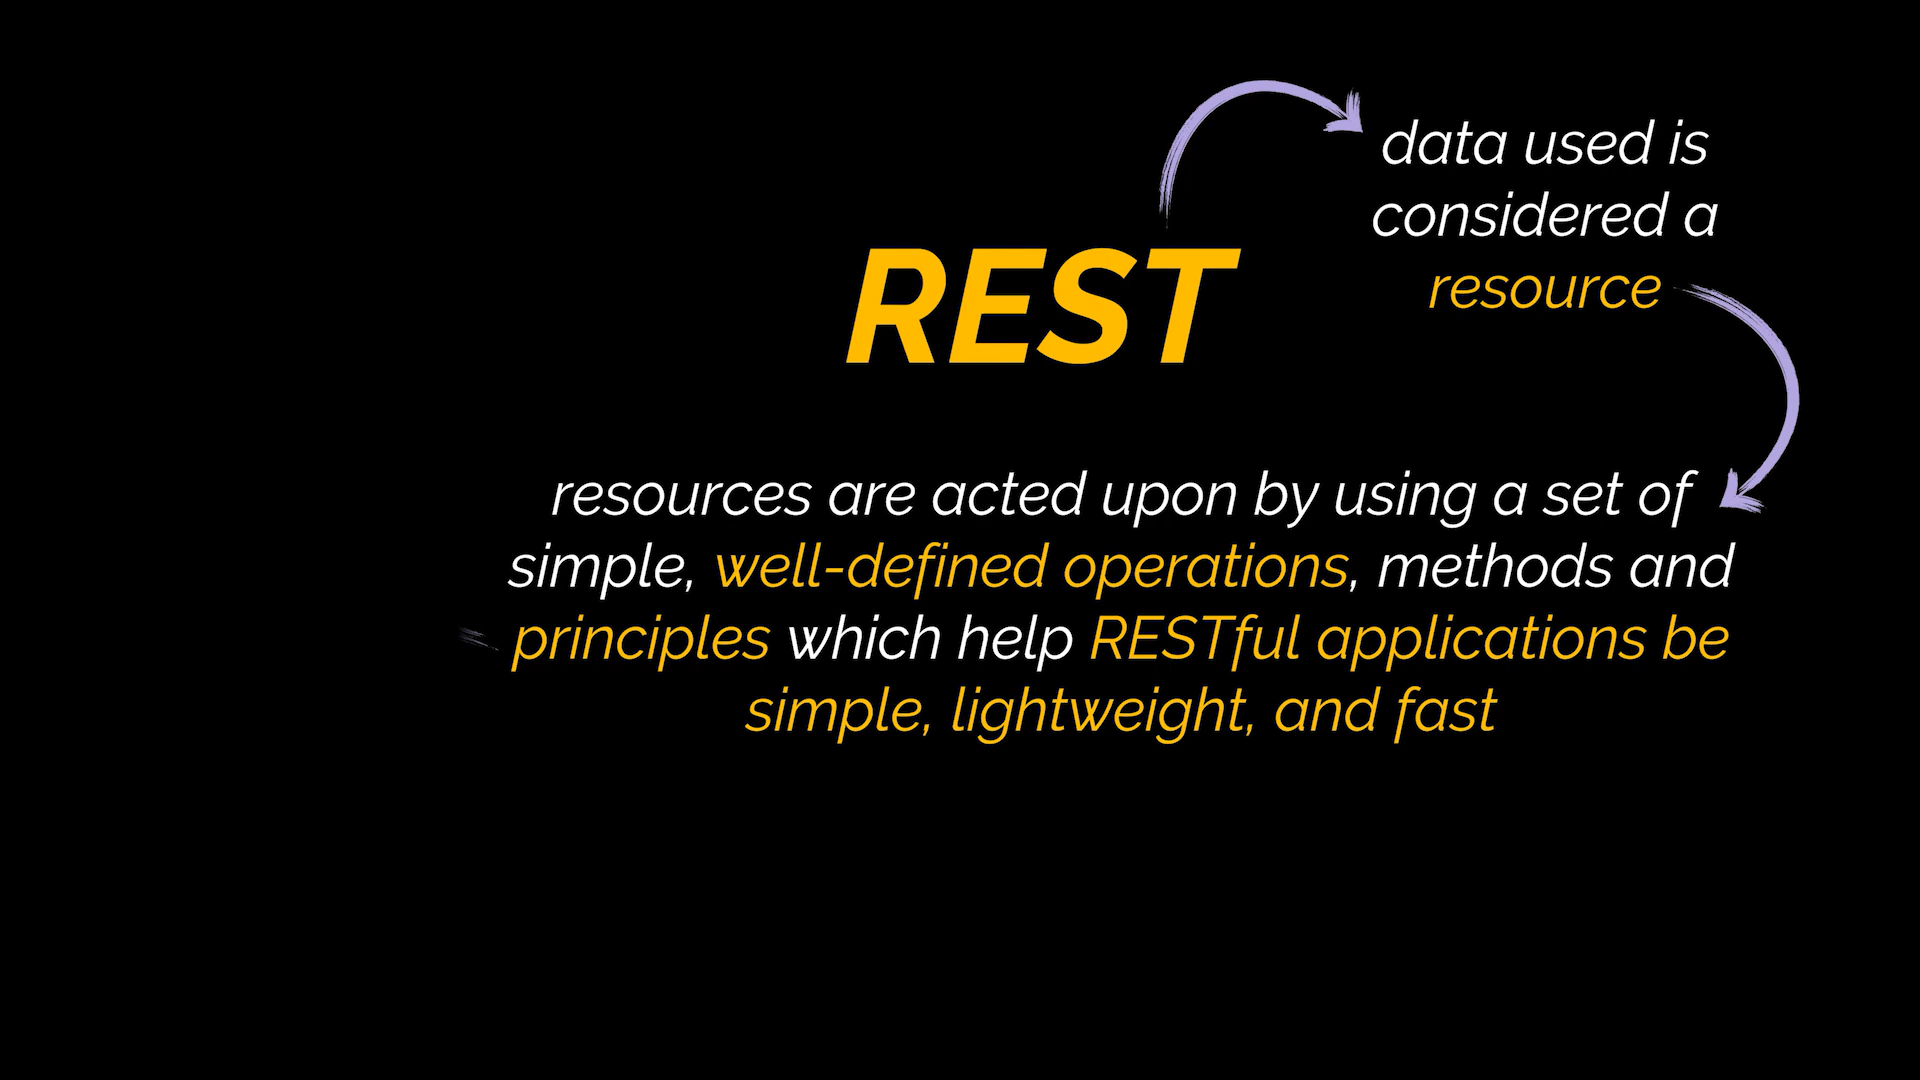 REST
data used is
considered a
resource
resources are acted upon by using a set of
simple, well-defined operations, methods and
principles which help RESTful applications be
simple, lightweight, and fast